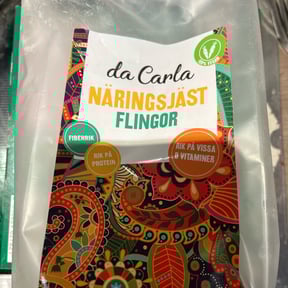 da Carla
NÄRINGSJÄST
FLINGOR
FIBERRIK
RIK PÅ
PROTEIN
RIK PÅ VISSA
B VITAMINER